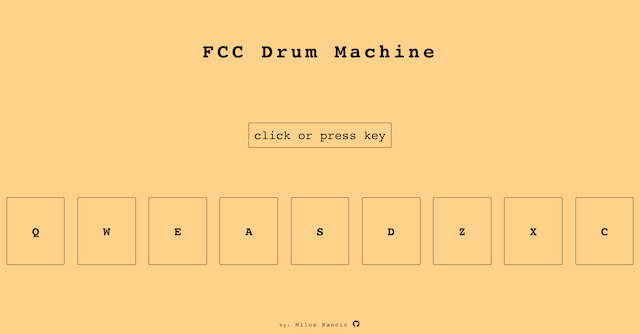 FCC Drum Machine
click or press key
Q W E A S D Z X C
by: Milos Rancic